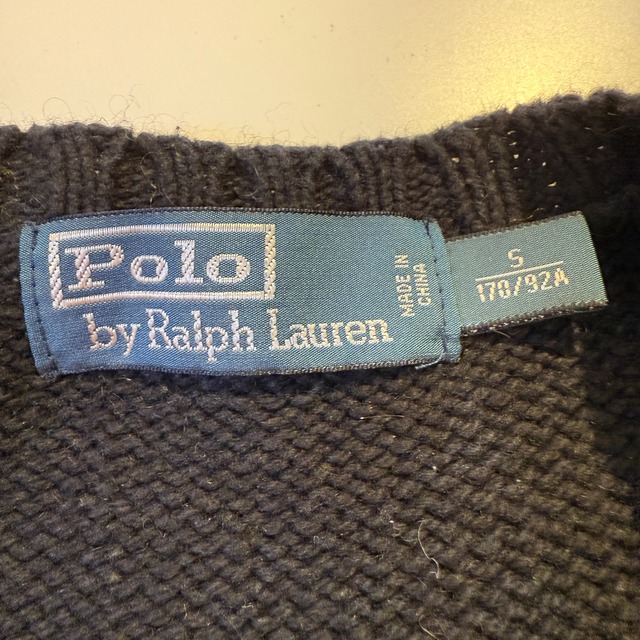 Polo
by Ralph Lauren
MADE IN
CHINA
S
170/92A